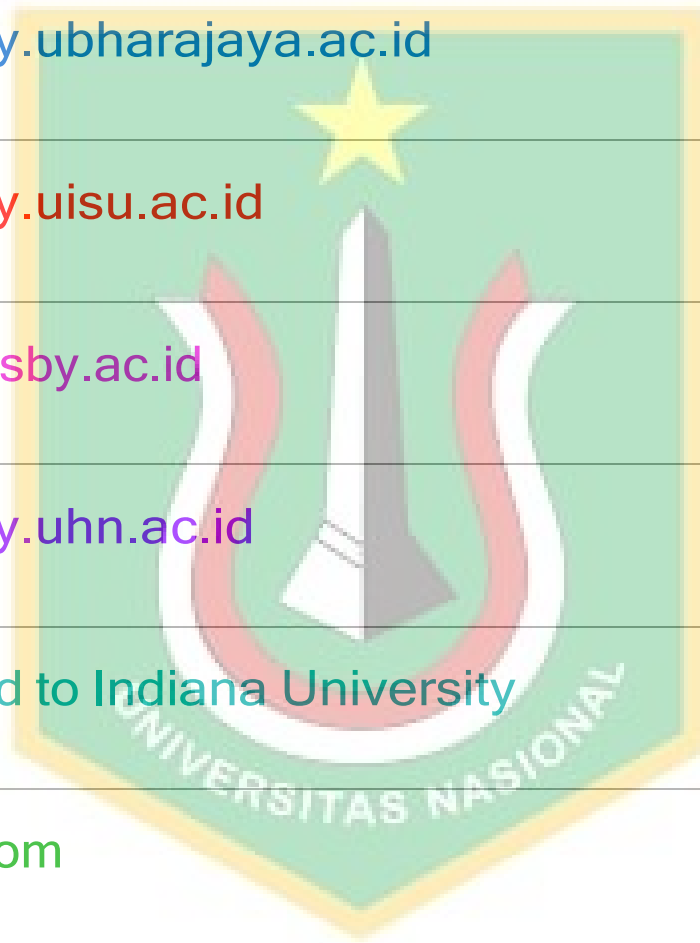 y.ubharajaya.ac.id
y.uisu.ac.id
sby.ac.id
y.uhn.ac.id
d to Indiana University
UNIVERSITAS NASIONAL
om